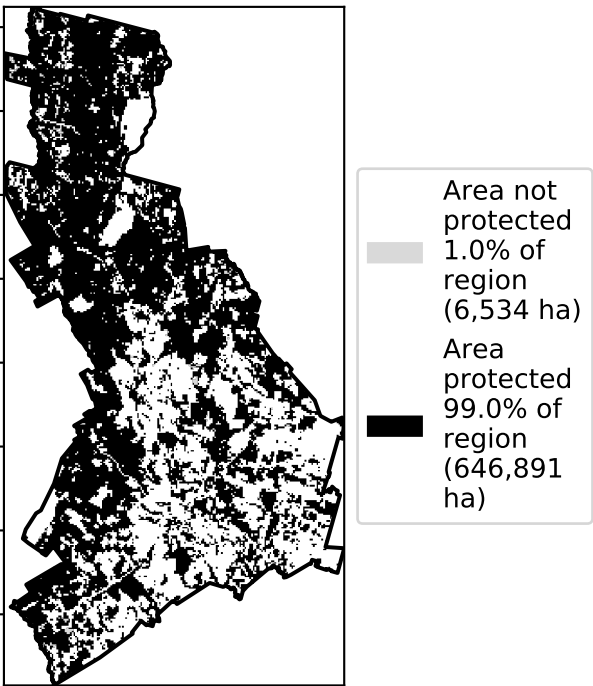 Area not
protected
1.0% of
region
(6,534 ha)
Area
protected
99.0% of
region
(646,891
ha)